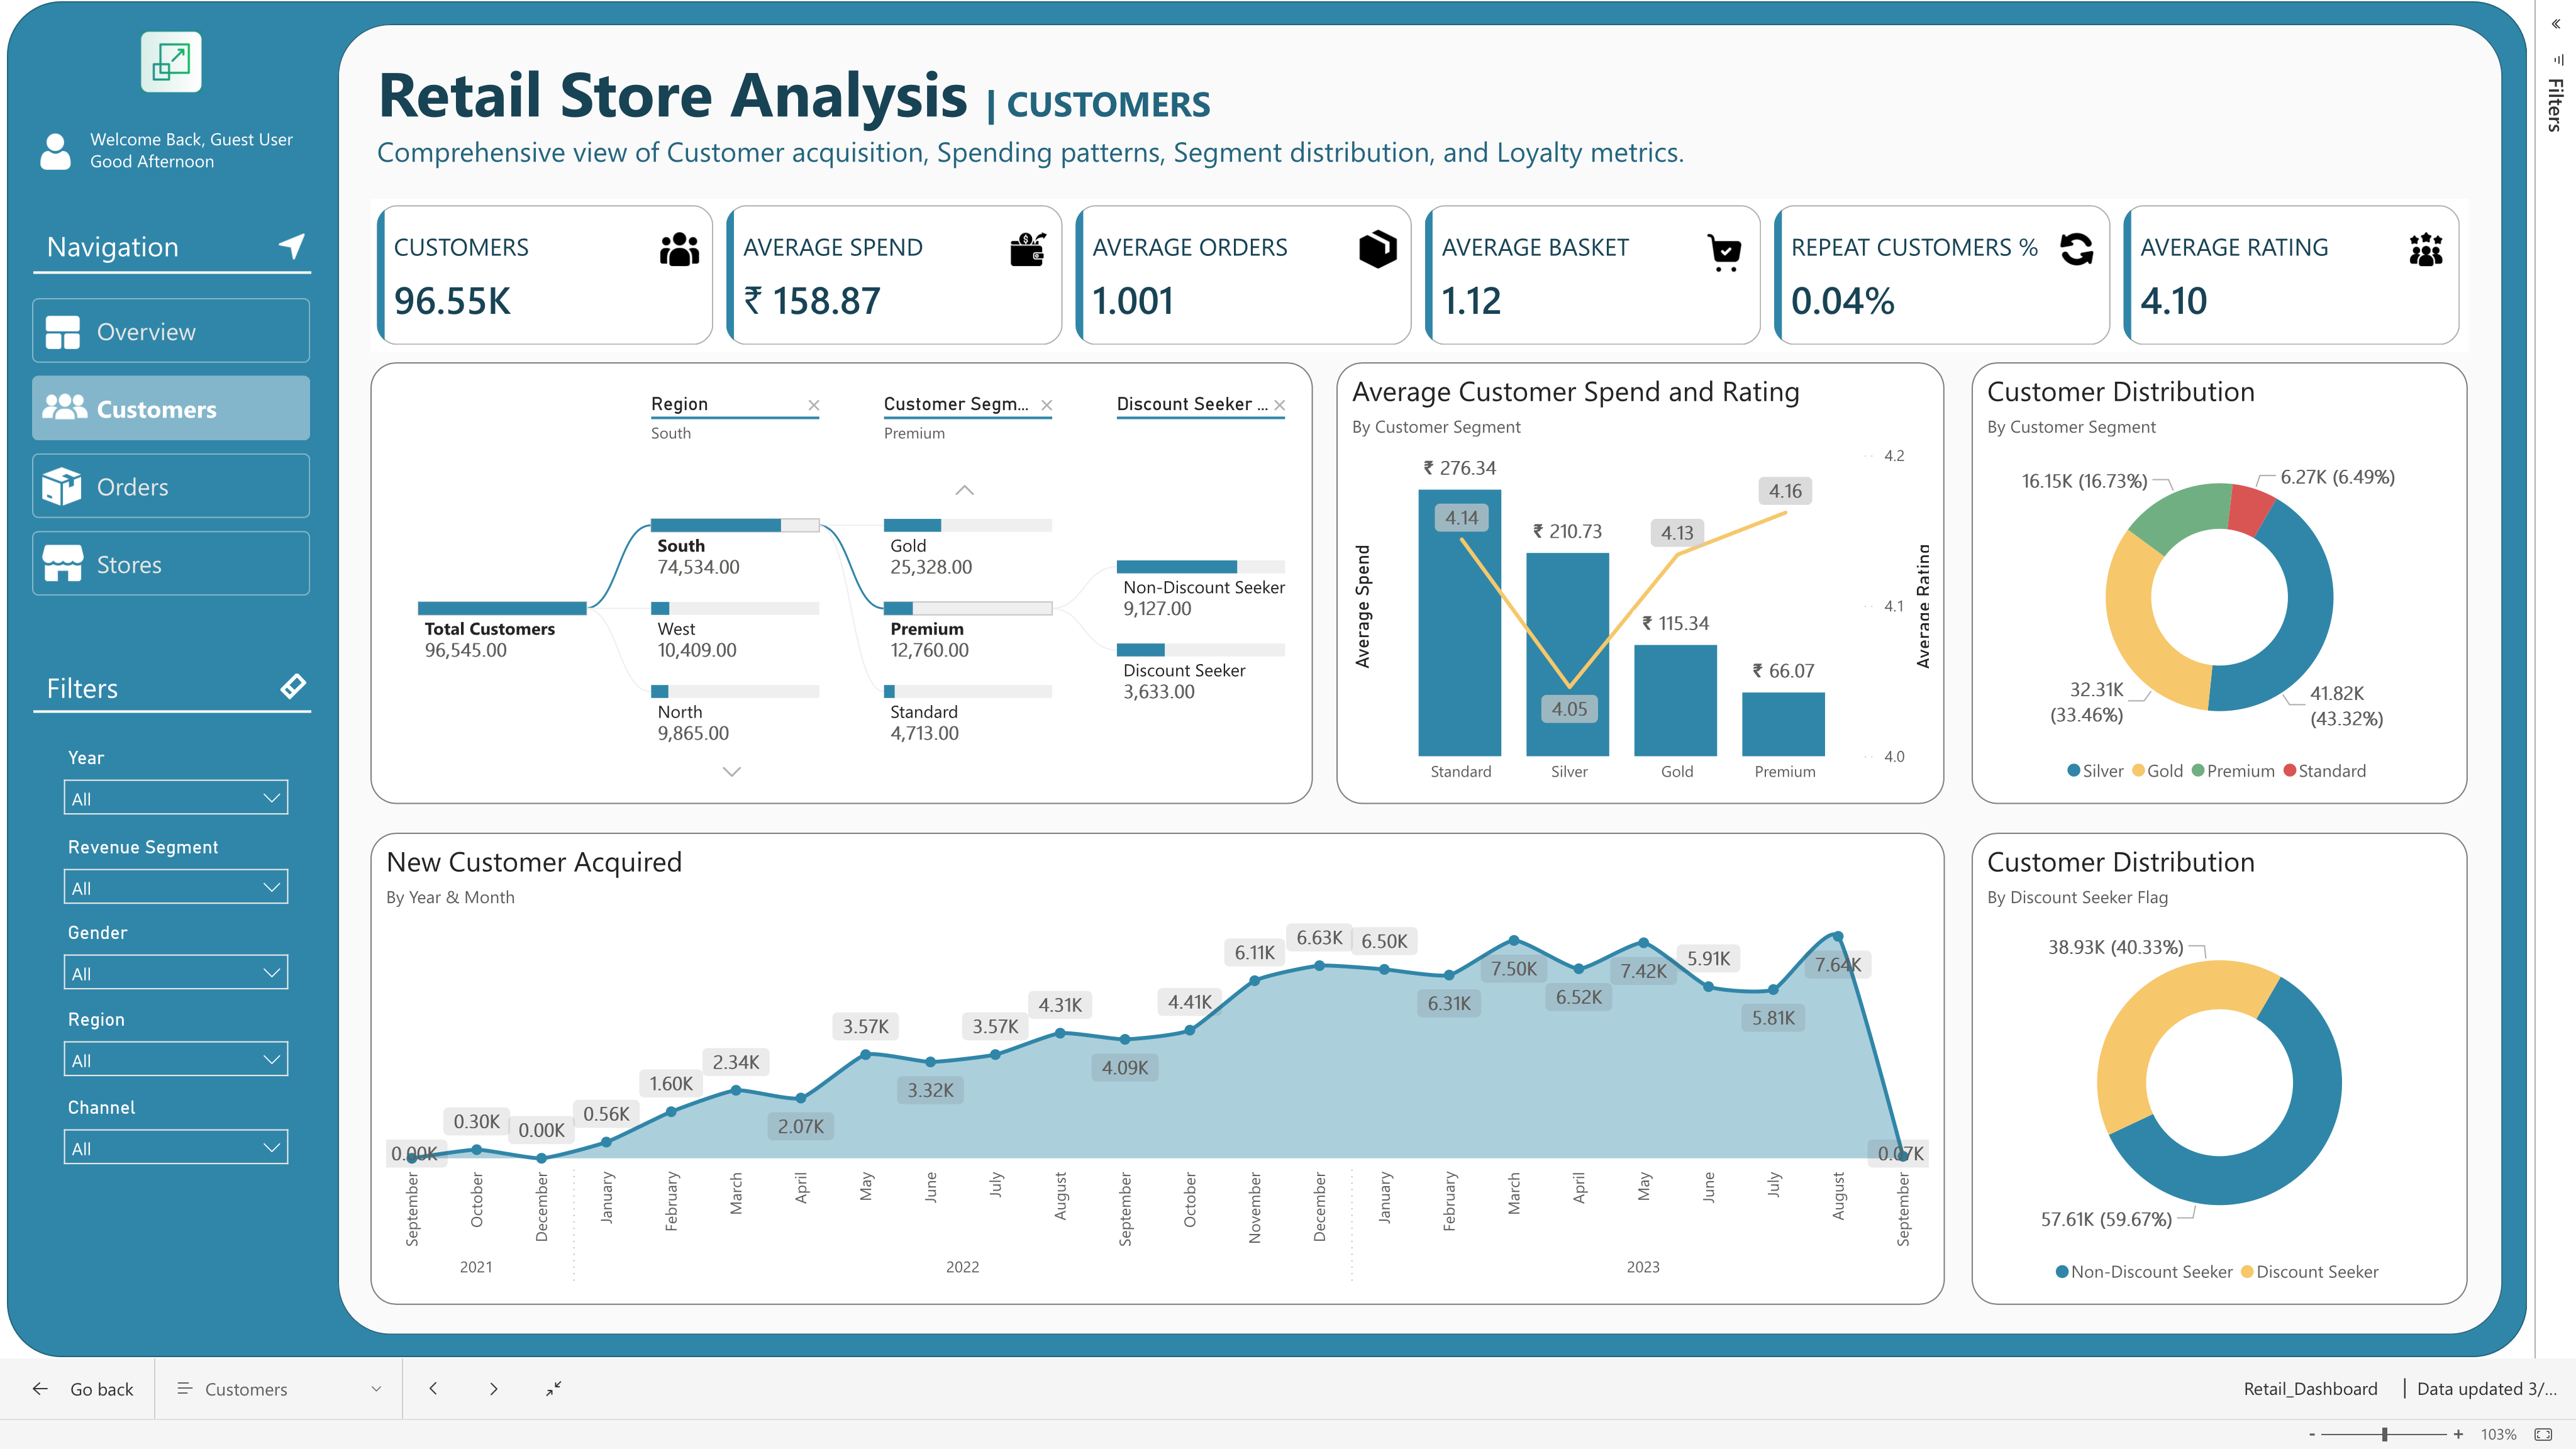 Welcome Back, Guest User
Good Afternoon
Navigation
Overview
Customers
Orders
Stores
Filters
Year
All
Revenue Segment
All
Gender
All
Region
All
Channel
All
Retail Store Analysis | CUSTOMERS
Comprehensive view of Customer acquisition, Spending patterns, Segment distribution, and Loyalty metrics.
CUSTOMERS
96.55K
AVERAGE SPEND
₹ 158.87
AVERAGE ORDERS
1.001
AVERAGE BASKET
1.12
REPEAT CUSTOMERS %
0.04%
AVERAGE RATING
4.10
Region
South
Customer Segm...
Premium
Discount Seeker ...
Total Customers
96,545.00
South
74,534.00
West
10,409.00
North
9,865.00
Gold
25,328.00
Premium
12,760.00
Standard
4,713.00
Non-Discount Seeker
9,127.00
Discount Seeker
3,633.00
Average Customer Spend and Rating
By Customer Segment
Average Spend
₹ 276.34
₹ 210.73
₹ 115.34
₹ 66.07
4.14
4.05
4.13
4.16
4.2
4.1
4.0
Average Rating
Standard
Silver
Gold
Premium
Customer Distribution
By Customer Segment
16.15K (16.73%)
6.27K (6.49%)
32.31K
(33.46%)
41.82K
(43.32%)
Silver
Gold
Premium
Standard
New Customer Acquired
By Year & Month
0.00K
0.30K
0.00K
0.56K
1.60K
2.34K
2.07K
3.57K
3.32K
3.57K
4.31K
4.09K
4.41K
6.11K
6.63K
6.50K
6.31K
7.50K
6.52K
7.42K
5.91K
5.81K
7.64K
0.07K
September
October
December
January
February
March
April
May
June
July
August
September
October
November
December
January
February
March
April
May
June
July
August
September
2021
2022
2023
Customer Distribution
By Discount Seeker Flag
38.93K (40.33%)
57.61K (59.67%)
Non-Discount Seeker
Discount Seeker
Filters
Go back
Customers
Retail_Dashboard | Data updated 3/...
- + 103%